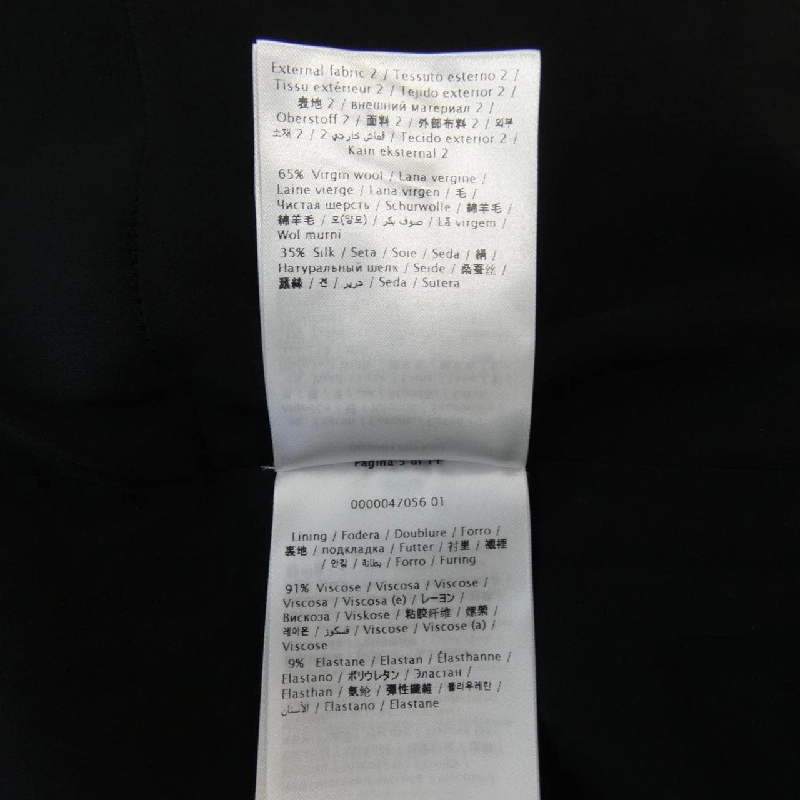 External fabric 2 / Tessuto esterno 2 /
Tissu extérieur 2 / Tejido exterior 2 /
表地 2 / внешний материал 2 /
Oberstoff 2 / 面料 2 / 外部布料 2 / 외부
소재 2 / 2 قماش خارجي / Tecido exterior 2 /
Kain eksternal 2
65% Virgin wool / Lana vergine /
Laine vierge / Lana virgen / 毛 /
Чистая шерсть / Schurwolle / 綿羊毛 /
綿羊毛 / 모(양모) / صوف بكر / Lã virgem /
Wol murni
35% Silk / Seta / Soie / Seda / 絹 /
Натуральный шелк / Seide / 桑蚕丝 /
蠶絲 / 견 / حرير / Seda / Sutera
Pagina 5 di 11
0000047056 01
Lining / Fodera / Doublure / Forro /
裏地 / подкладка / Futter / 衬里 / 襯裡
/ 안감 / بطانة / Forro / Furing
91% Viscose / Viscosa / Viscose /
Viscosa / Viscosa (e) / レーヨン /
Вискоза / Viskose / 粘胶纤维 / 嫘縈 /
레이온 / فسكوز / Viscose / Viscose (a) /
Viscose
9% Elastane / Elastan / Élasthanne /
Elastano / ポリウレタン / Эластан /
Elasthan / 氨纶 / 彈性纖維 / 폴리우레탄 /
الأستان / Elastano / Elastane